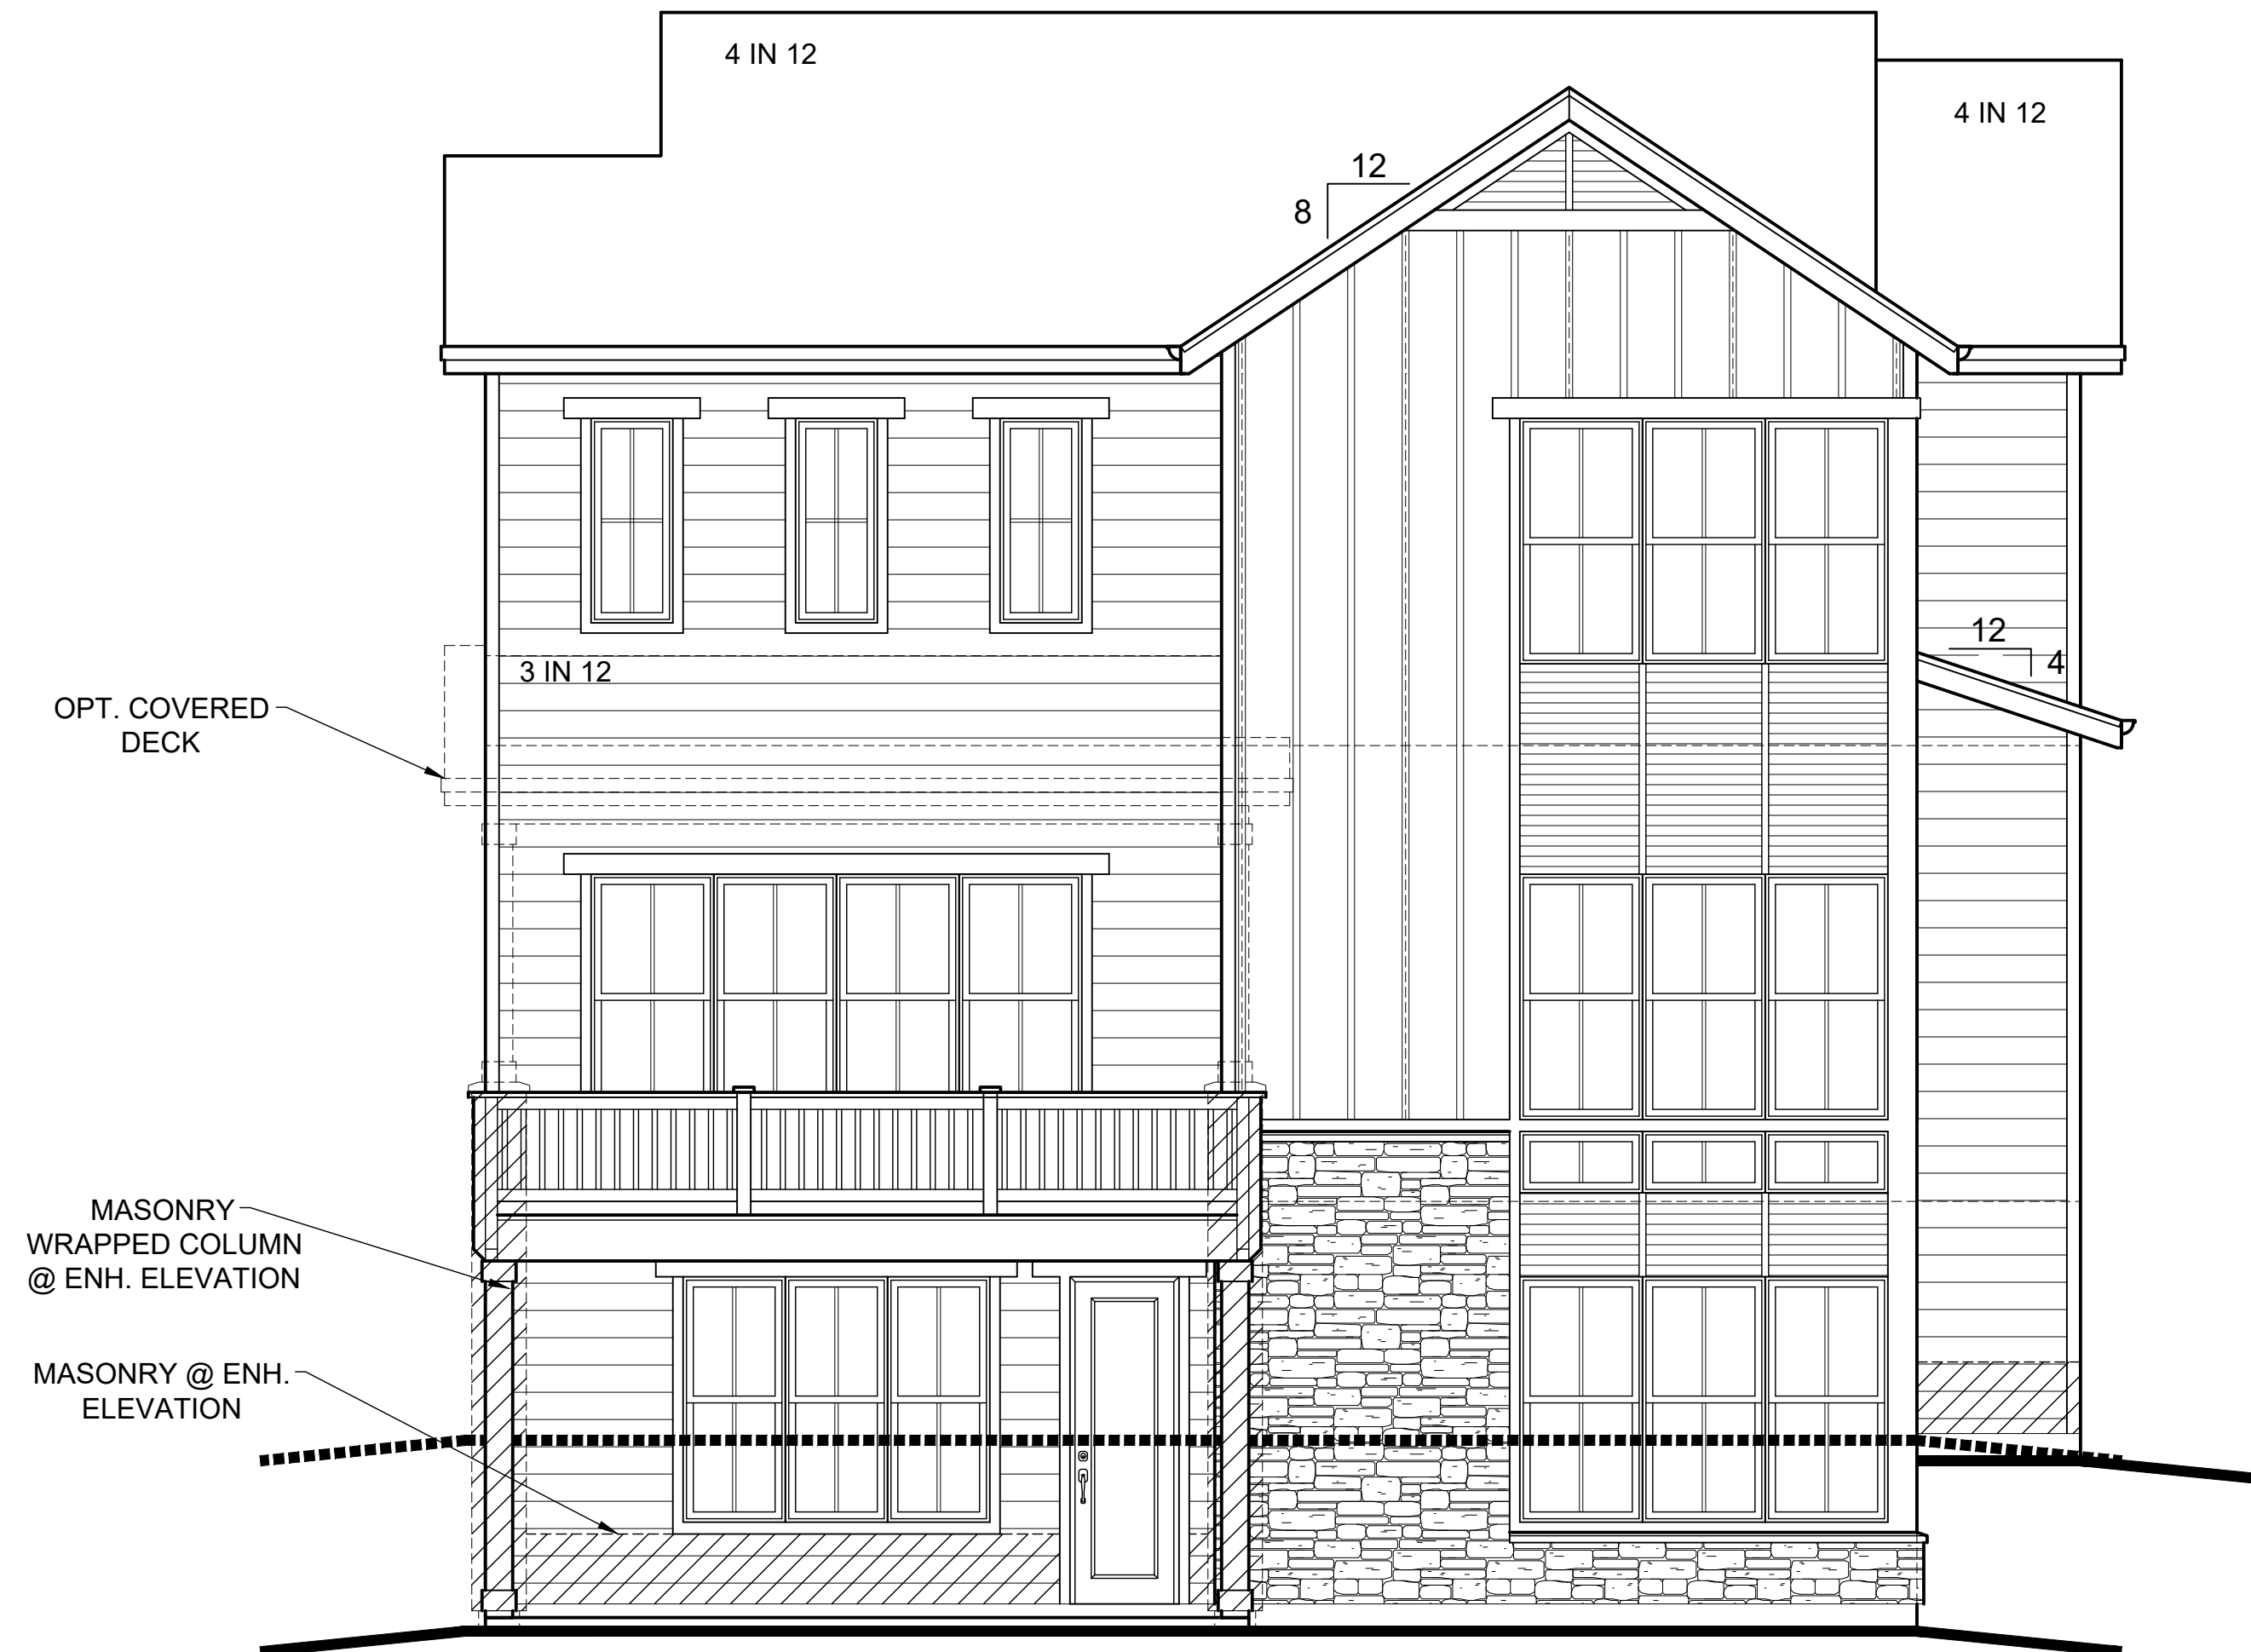 4 IN 12
4 IN 12
12
8
12
4
3 IN 12
OPT. COVERED
DECK
MASONRY
WRAPPED COLUMN
@ ENH. ELEVATION
MASONRY @ ENH.
ELEVATION